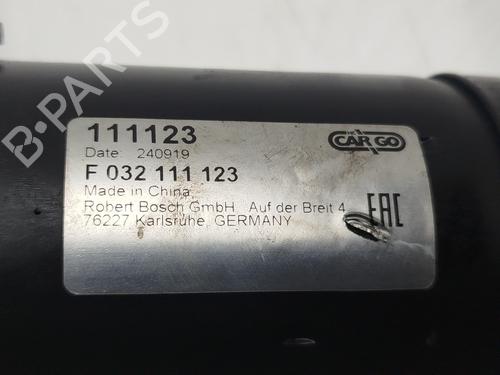 111123
Date 240919
CARGO
F 032 111 123
Made in China
Robert Bosch GmbH Auf der Breit 4
76227 Karlsruhe, GERMANY
EAC
B-PARTS